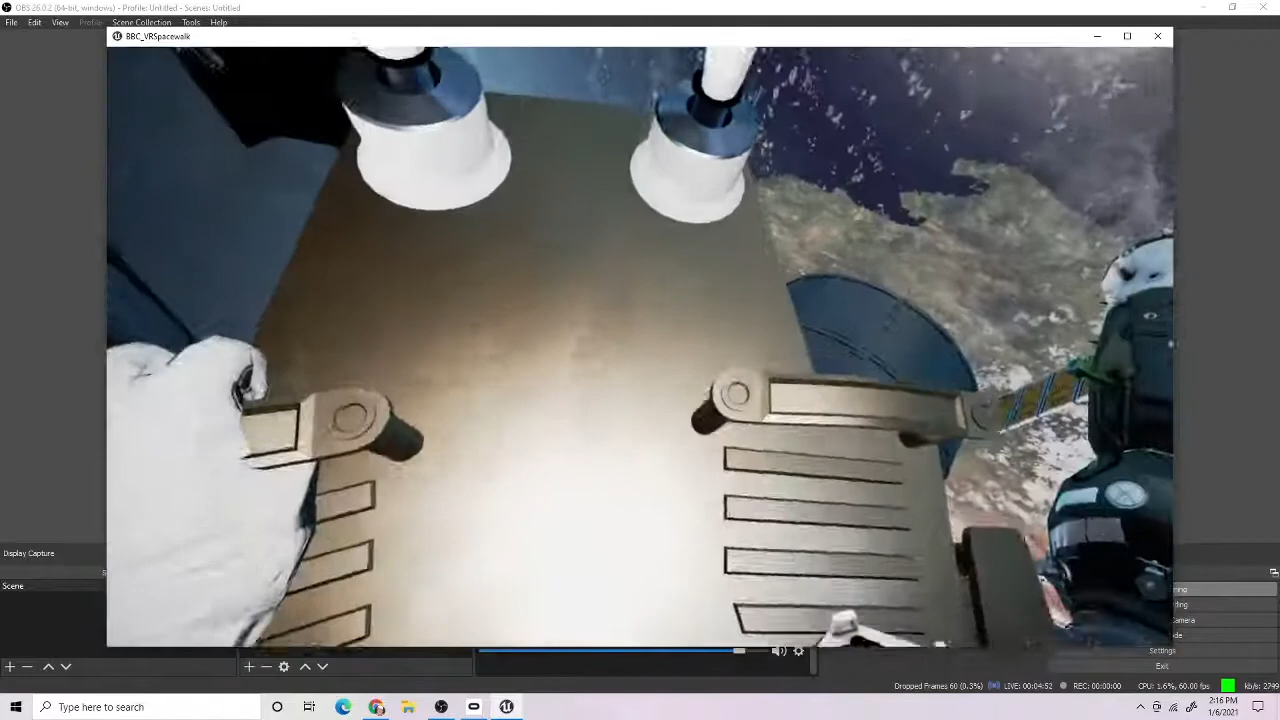 OBS 26.0.2 (64-bit, windows) - Profile: Untitled - Scenes: Untitled
File Edit View Profile Scene Collection Tools Help
BBC_VRSpacewalk
Display Capture
Scene
Settings
Exit
Dropped Frames 60 (0.3%) LIVE: 00:04:52 REC: 00:00:00 CPU: 1.6%, 60.00 fps kb/s: 2799
Type here to search
2:16 PM
1/6/2021